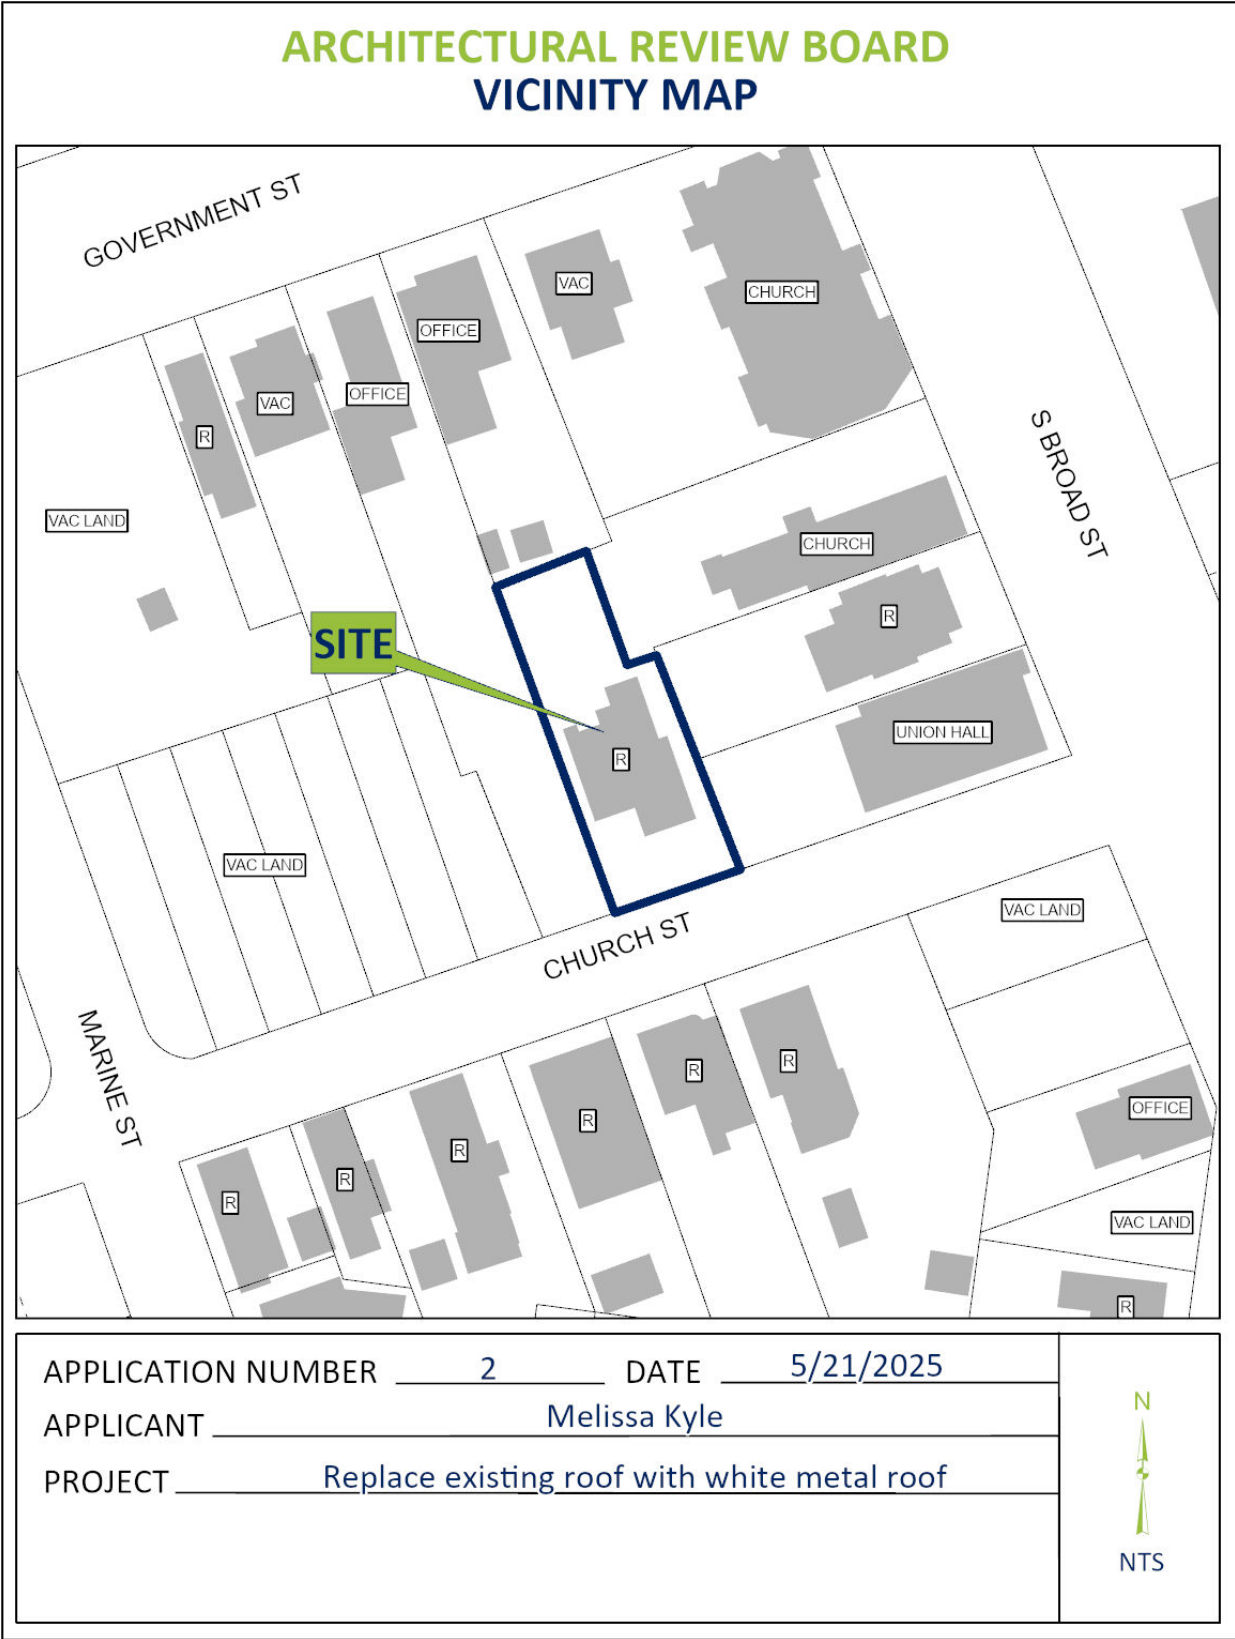 ARCHITECTURAL REVIEW BOARD
VICINITY MAP
GOVERNMENT ST
VAC
CHURCH
OFFICE
OFFICE
VAC
R
S BROAD ST
VAC LAND
CHURCH
R
SITE
UNION HALL
R
VAC LAND
VAC LAND
CHURCH ST
MARINE ST
R
R
OFFICE
R
R
R
R
VAC LAND
R
APPLICATION NUMBER 2 DATE 5/21/2025
APPLICANT Melissa Kyle
PROJECT Replace existing roof with white metal roof
N
NTS